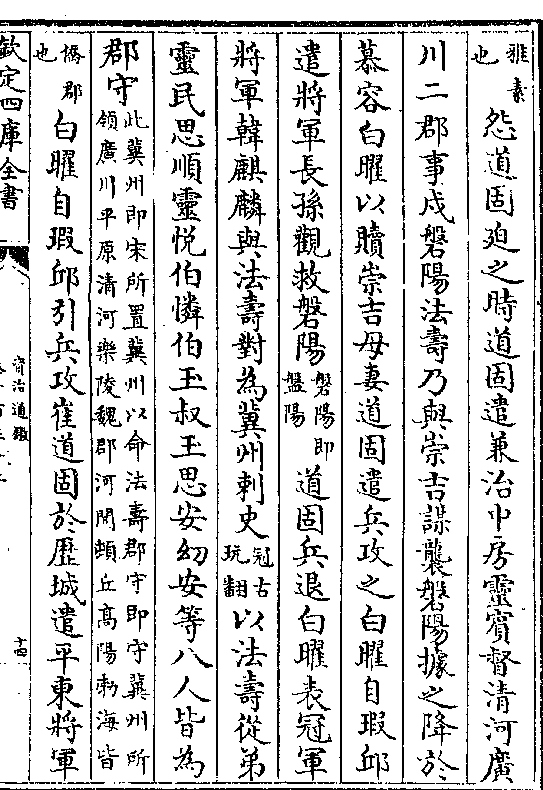 雅素也怨道固迫之時道固遣兼治中房靈賓督清河廣
川二郡事戍磐陽法壽乃與崇吉謀襲磐陽據之降於
慕容白曜以贖崇吉母妻道固遣兵攻之白曜自瑕邱
遣將軍長孫觀救磐陽磐陽即盤陽道固兵退白曜表冠軍
將軍韓麒麟與法壽對為冀州刺史冠古玩翻以法壽從弟
靈民思順靈悅伯憐伯玉叔玉思安幼安等八人皆為
郡守此冀州即宋所置冀州以命法壽郡守即守冀州所領廣川平原清河樂陵魏郡河間頓丘高陽勃海皆
僑郡也白曜自瑕邱引兵攻崔道固於歷城遣平東將軍
欽定四庫全書
資治通鑑
十四